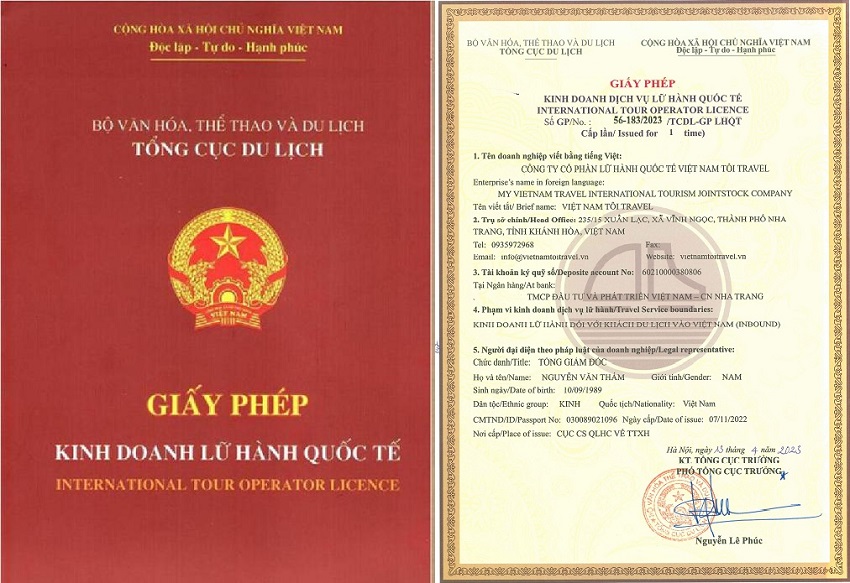 CỘNG HÒA XÃ HỘI CHỦ NGHĨA VIỆT NAM
Độc lập - Tự do - Hạnh phúc
BỘ VĂN HÓA, THỂ THAO VÀ DU LỊCH
TỔNG CỤC DU LỊCH
VIỆT NAM
GIẤY PHÉP
KINH DOANH LỮ HÀNH QUỐC TẾ
INTERNATIONAL TOUR OPERATOR LICENCE
BỘ VĂN HÓA, THỂ THAO VÀ DU LỊCH
TỔNG CỤC DU LỊCH
CỘNG HÒA XÃ HỘI CHỦ NGHĨA VIỆT NAM
Độc lập - Tự do - Hạnh phúc
GIẤY PHÉP
KINH DOANH DỊCH VỤ LỮ HÀNH QUỐC TẾ
INTERNATIONAL TOUR OPERATOR LICENCE
Số GP/No. : 56-183/2023 /TCDL-GP LHQT
Cấp lần/ Issued for 1 time)
1. Tên doanh nghiệp viết bằng tiếng Việt:
CÔNG TY CỔ PHẦN LỮ HÀNH QUỐC TẾ VIỆT NAM TÔI TRAVEL
Enterprise's name in foreign language:
MY VIETNAM TRAVEL INTERNATIONAL TOURISM JOINTSTOCK COMPANY
Tên viết tắt/ Brief name: VIỆT NAM TÔI TRAVEL
2. Trụ sở chính/Head Office: 235/15 XUÂN LẠC, XÃ VĨNH NGỌC, THÀNH PHỐ NHA
TRANG, TỈNH KHÁNH HÒA, VIỆT NAM
Tel: 0935972968 Fax:
Email: info@vietnamtoitravel.vn Website: vietnamtoitravel.vn
3. Tài khoản ký quỹ số/Deposite account No: 60210000380806
Tại Ngân hàng/At bank:
TMCP ĐẦU TƯ VÀ PHÁT TRIỂN VIỆT NAM – CN NHA TRANG
4. Phạm vi kinh doanh dịch vụ lữ hành/Travel Service boundaries:
KINH DOANH LỮ HÀNH ĐỐI VỚI KHÁCH DU LỊCH VÀO VIỆT NAM (INBOUND)
5. Người đại diện theo pháp luật của doanh nghiệp/Legal representative:
Chức danh/Title: TỔNG GIÁM ĐỐC
Họ và tên/Name: NGUYỄN VĂN THẮM Giới tính/Gender: NAM
Sinh ngày/Date of birth: 10/09/1989
Dân tộc/Ethnic group: KINH Quốc tịch/Nationality: Việt Nam
CMTND/ID/Passport No: 030089021096 Ngày cấp/Date of issue: 07/11/2022
Nơi cấp/Place of issue: CỤC CS QLHC VỀ TTXH
Hà Nội, ngày 13 tháng 4 năm 2023
KT. TỔNG CỤC TRƯỞNG
PHÓ TỔNG CỤC TRƯỞNG
Nguyễn Lê Phúc